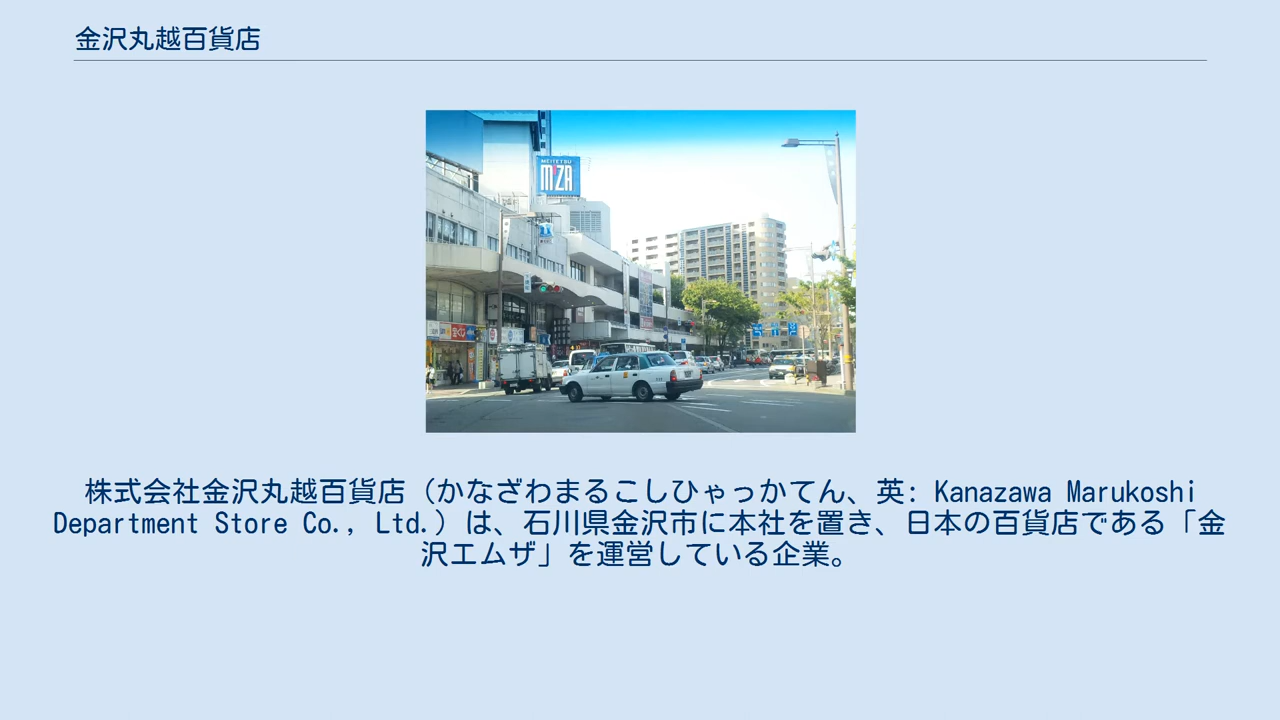 金沢丸越百貨店
MEITETSU
M'ZA
株式会社金沢丸越百貨店（かなざわまるこしひゃっかてん、英: Kanazawa Marukoshi
Department Store Co., Ltd.）は、石川県金沢市に本社を置き、日本の百貨店である「金
沢エムザ」を運営している企業。